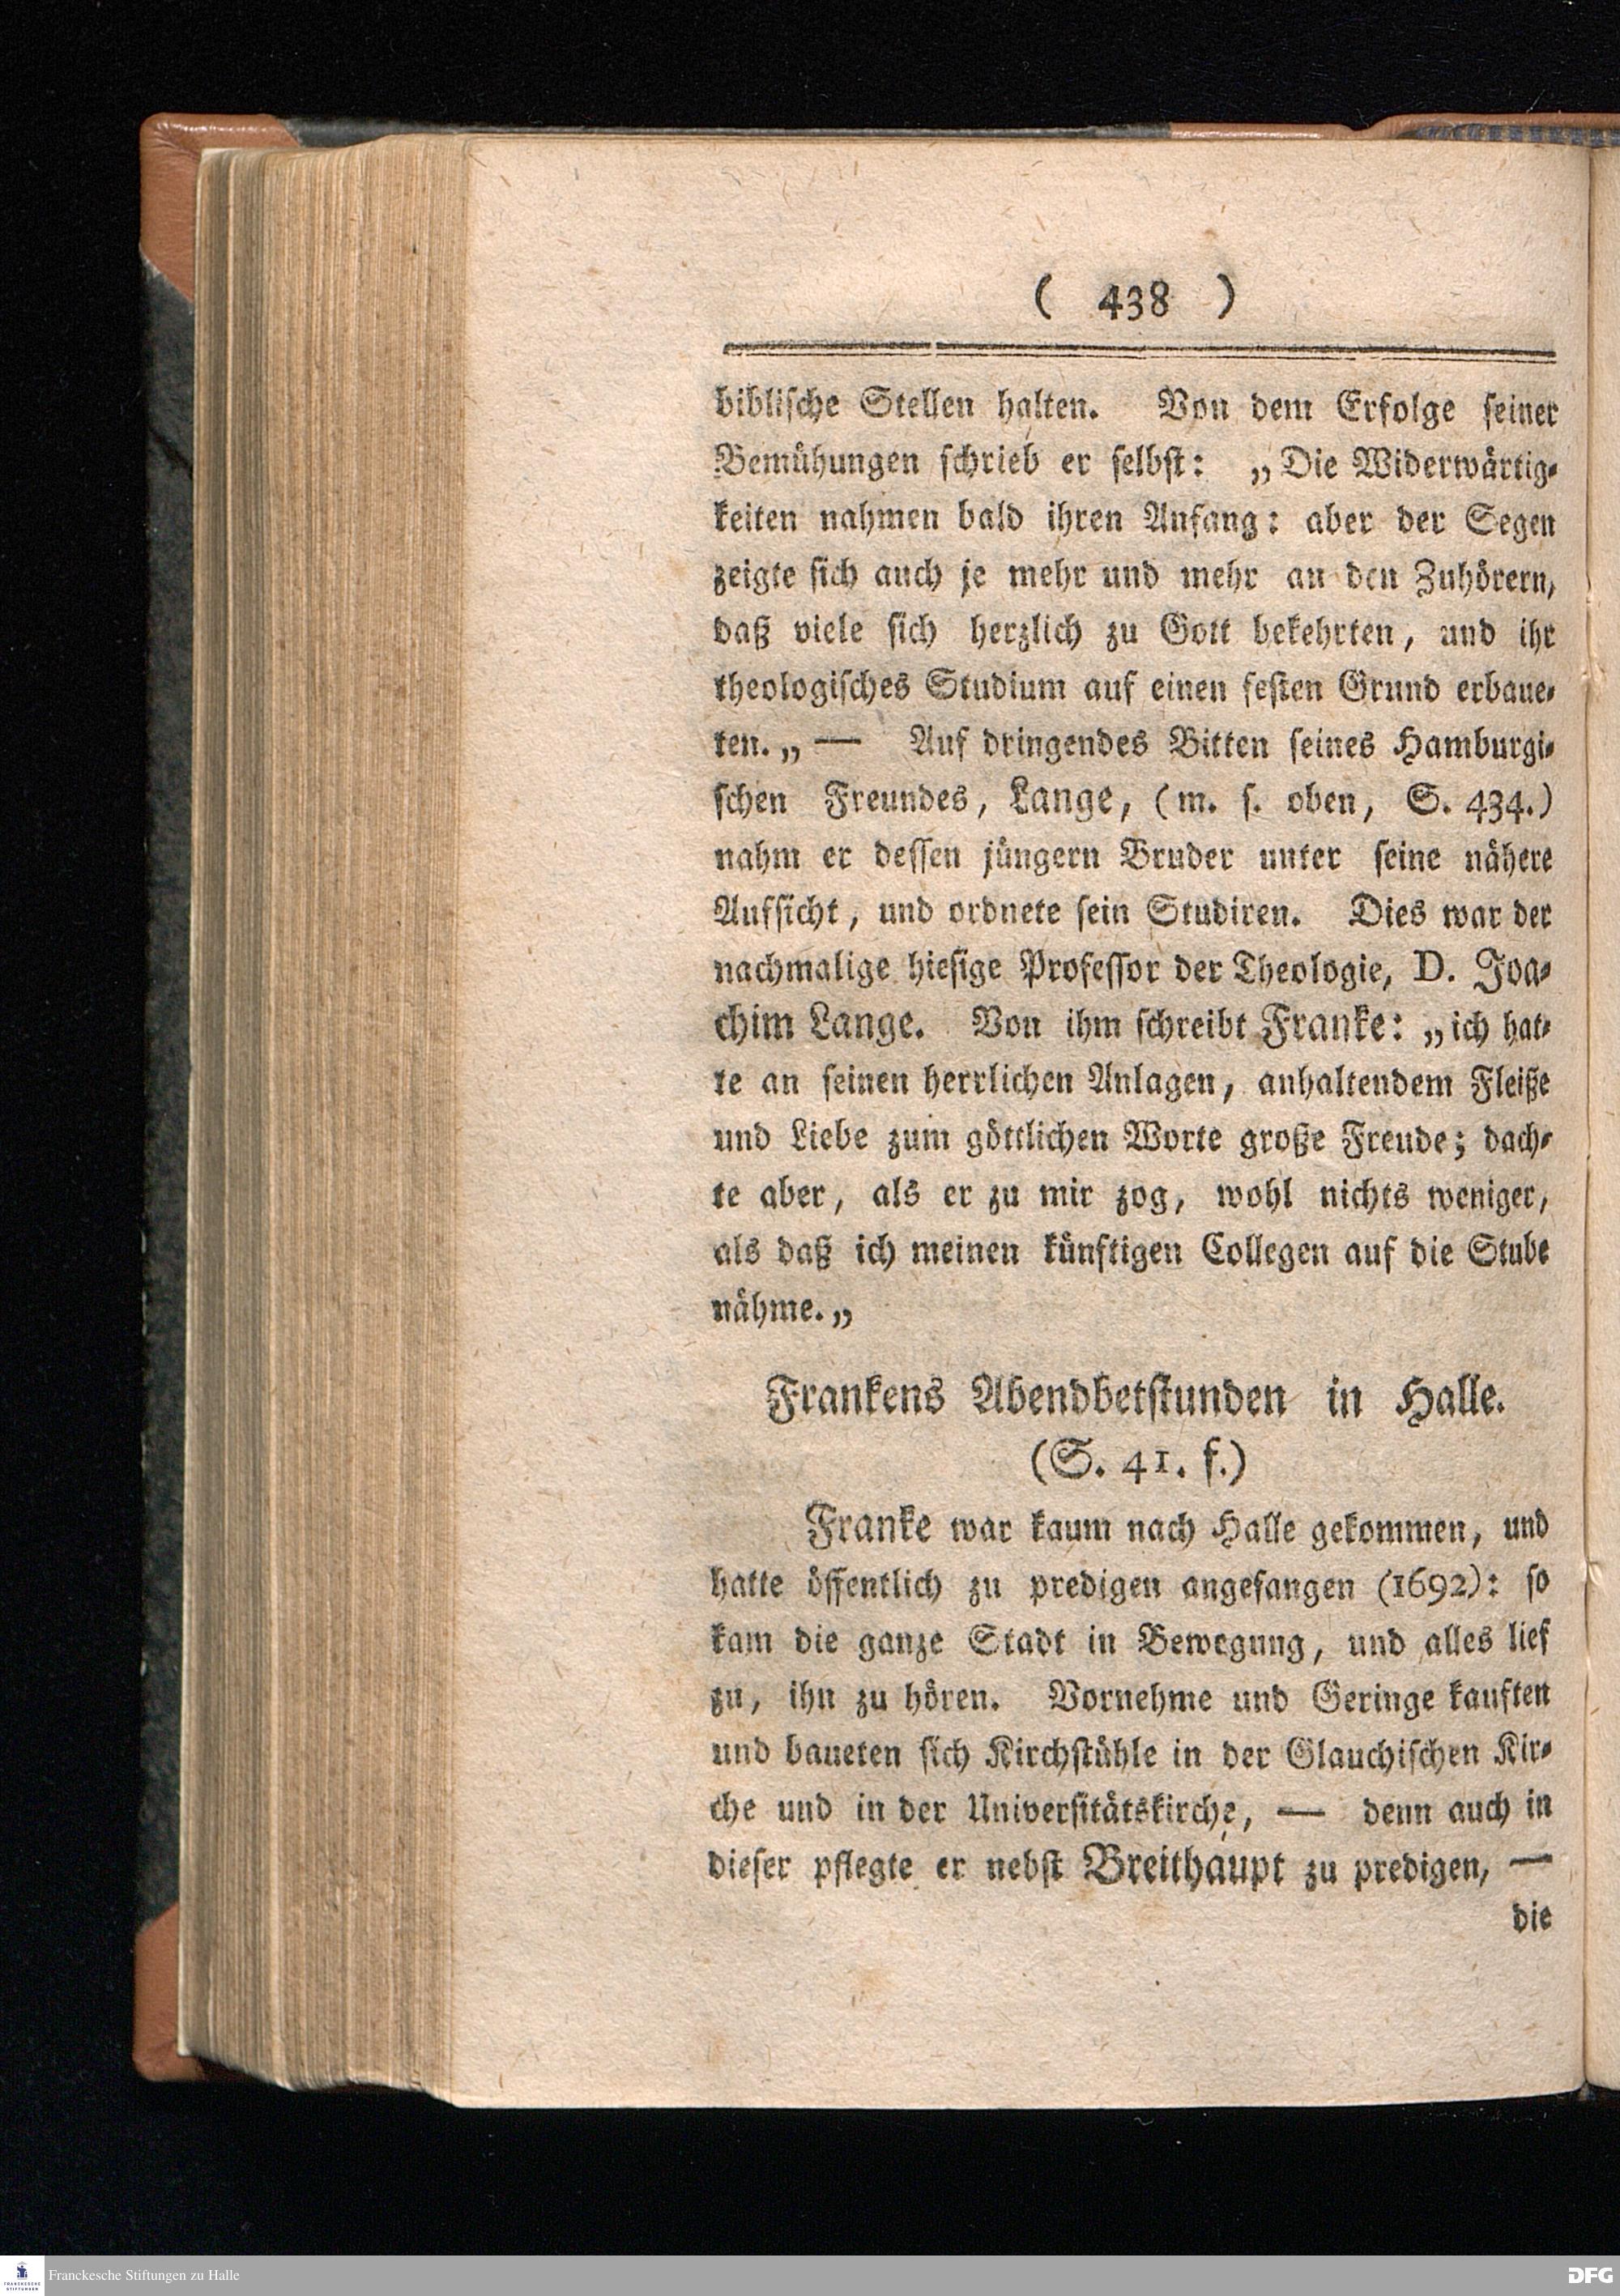 ( 438 )
biblische Stellen halten. Von dem Erfolge seiner
Bemühungen schrieb er selbst: „Die Widerwärtig-
keiten nahmen bald ihren Anfang: aber der Segen
zeigte sich auch je mehr und mehr an den Zuhörern,
daß viele sich herzlich zu Gott bekehrten, und ihr
theologisches Studium auf einen festen Grund erbaue-
ten.„ — Auf dringendes Bitten seines Hamburgi-
schen Freundes, Lange, (m. s. oben, S. 434.)
nahm er dessen jüngern Bruder unter seine nähere
Aufsicht, und ordnete sein Studiren. Dies war der
nachmalige hiesige Professor der Theologie, D. Joa-
chim Lange. Von ihm schreibt Franke: „ich hat-
te an seinen herrlichen Anlagen, anhaltendem Fleiße
und Liebe zum göttlichen Worte große Freude; dach-
te aber, als er zu mir zog, wohl nichts weniger,
als daß ich meinen künftigen Collegen auf die Stube
nähme.„
Frankens Abendbetstunden in Halle.
(S. 41. f.)
Franke war kaum nach Halle gekommen, und
hatte öffentlich zu predigen angefangen (1692): so
kam die ganze Stadt in Bewegung, und alles lief
zu, ihn zu hören. Vornehme und Geringe kauften
und baueten sich Kirchstühle in der Glauchischen Kir-
che und in der Universitätskirche, — denn auch in
dieser pflegte er nebst Breithaupt zu predigen, —
die
FRANCKESCHE
STIFTUNGEN
Franckesche Stiftungen zu Halle
DFG